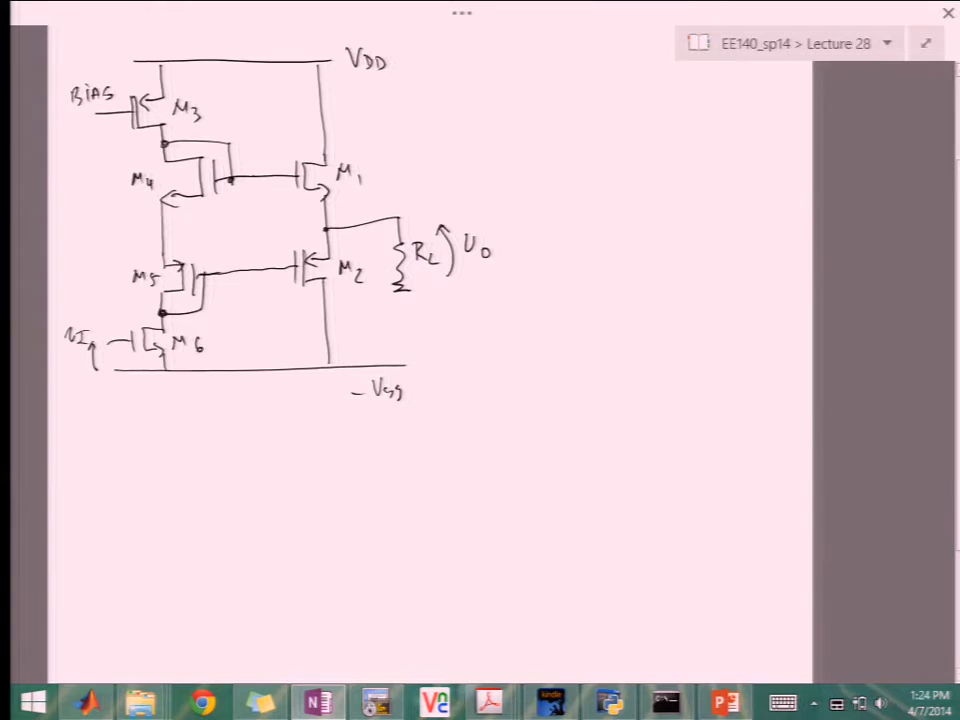 EE140_sp14 > Lecture 28
VDD
BIAS
M3
M4
M1
M5
M2
RL
VO
VI
M6
- VSS
1:24 PM
4/7/2014